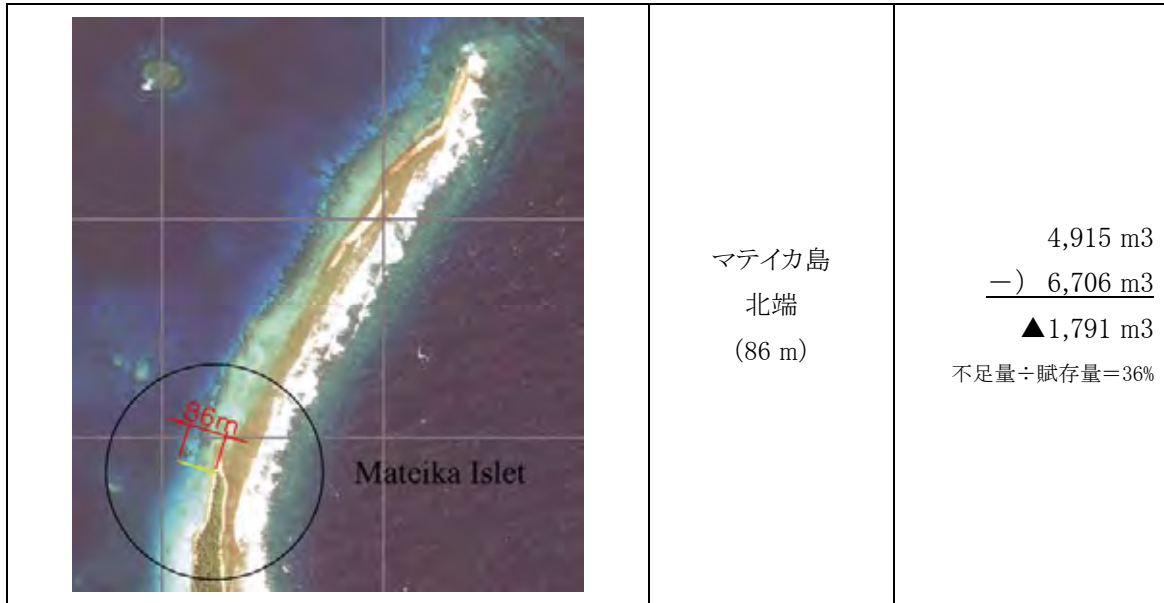 86m
Mateika Islet
マテイカ島
北端
(86 m)
4,915 m3
－) 6,706 m3
▲1,791 m3
不足量÷賦存量＝36%